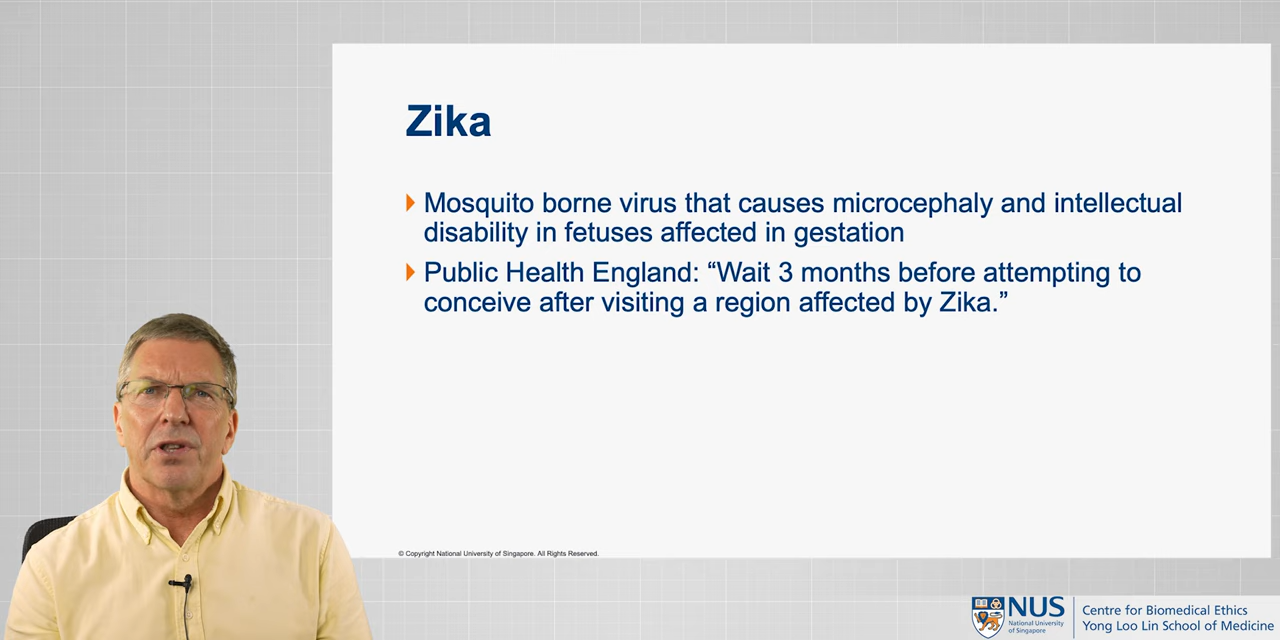 Zika
Mosquito borne virus that causes microcephaly and intellectual
disability in fetuses affected in gestation
Public Health England: “Wait 3 months before attempting to
conceive after visiting a region affected by Zika.”
© Copyright National University of Singapore. All Rights Reserved.
NUS
National University
of Singapore
Centre for Biomedical Ethics
Yong Loo Lin School of Medicine